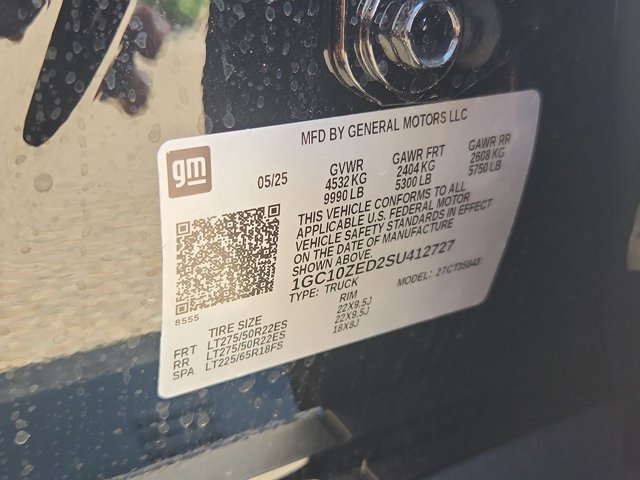 MFD BY GENERAL MOTORS LLC
gm
05/25
GVWR
4532 KG
9990 LB
GAWR FRT
2404 KG
5300 LB
GAWR RR
2608 KG
5750 LB
THIS VEHICLE CONFORMS TO ALL
APPLICABLE U.S. FEDERAL MOTOR
VEHICLE SAFETY STANDARDS IN EFFECT
ON THE DATE OF MANUFACTURE
SHOWN ABOVE.
1GC10ZED2SU412727
TYPE: TRUCK
MODEL: 27CT35843
8555
TIRE SIZE RIM
FRT LT275/50R22ES 22X9.5J
RR LT275/50R22ES 22X9.5J
SPA LT225/65R18FS 18X8J